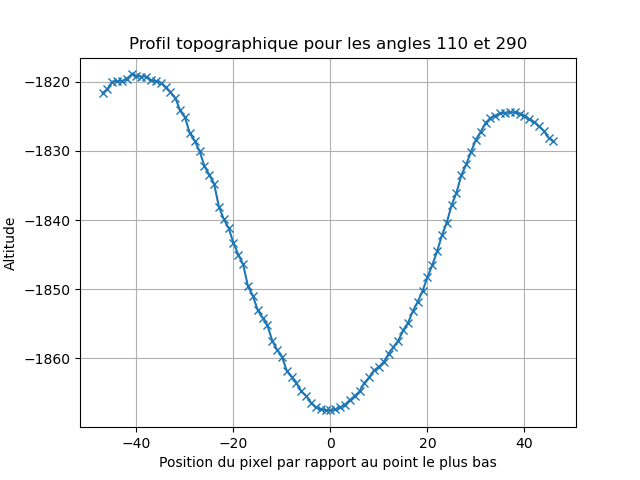 Profil topographique pour les angles 110 et 290
−1820
−1830
−1840
−1850
−1860
Altitude
−40 −20 0 20 40
Position du pixel par rapport au point le plus bas